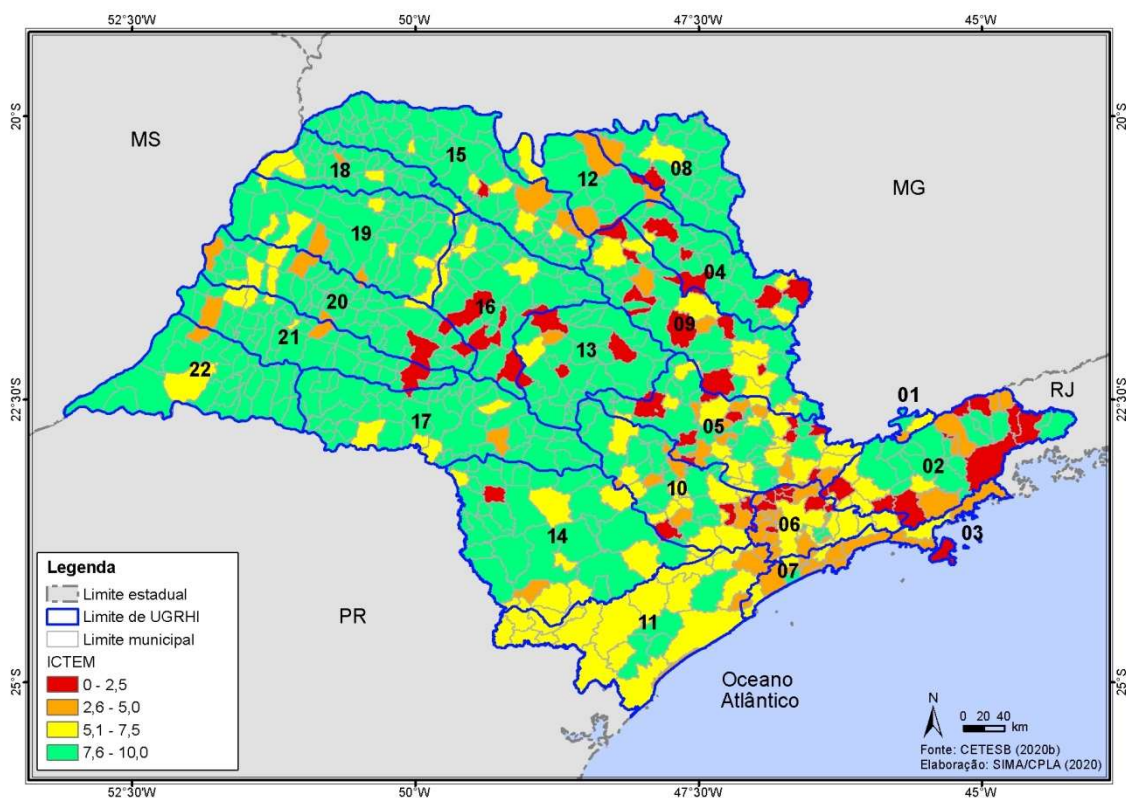 52°30'W 50°W 47°30'W 45°W
20°S
20°S
MS
MG
15
18
12
08
19
04
16
20
09
21
13
22
22°30'S
22°30'S
RJ
01
17
05
02
10
06
03
14
07
11
PR
Oceano
Atlântico
25°S
25°S
Legenda
Limite estadual
Limite de UGRHI
Limite municipal
ICTEM
0 - 2,5
2,6 - 5,0
5,1 - 7,5
7,6 - 10,0
N
0 20 40
km
Fonte: CETESB (2020b)
Elaboração: SIMA/CPLA (2020)
52°30'W 50°W 47°30'W 45°W